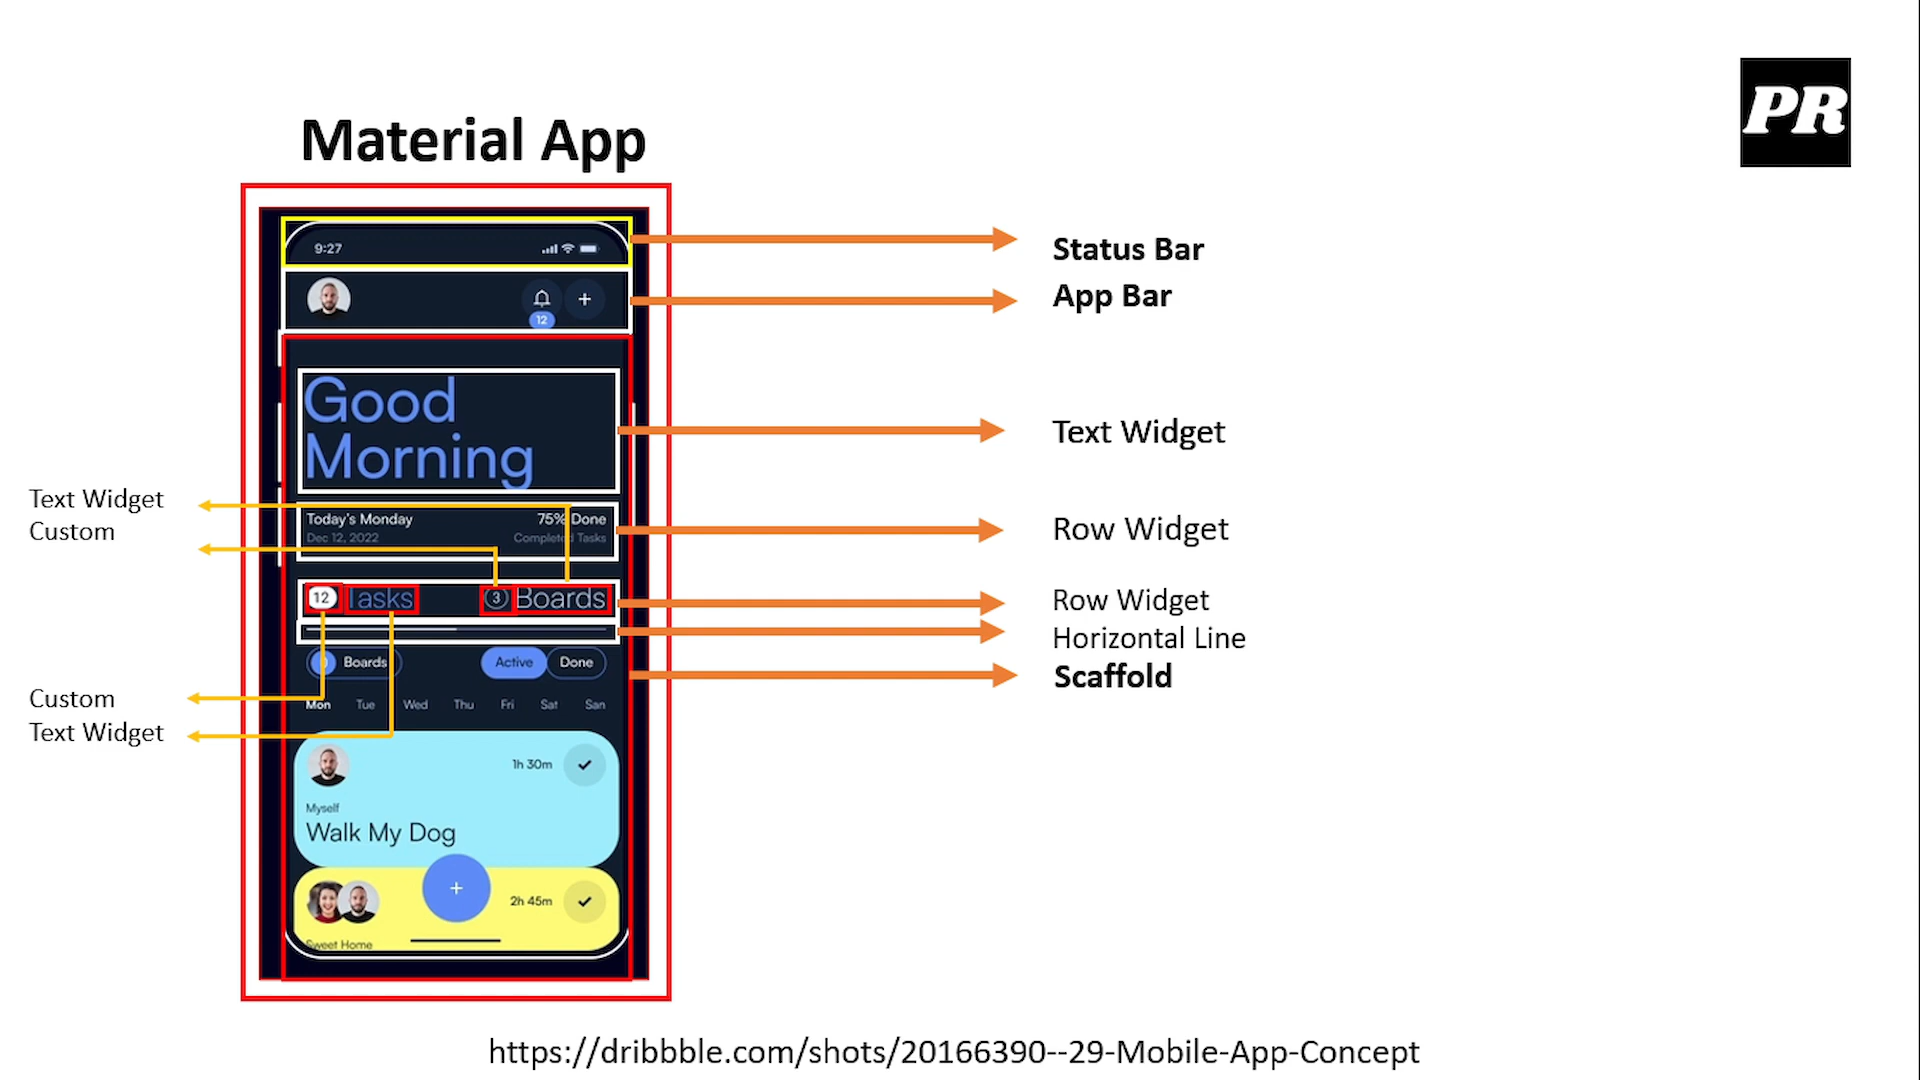 PR
Material App
9:27
Status Bar
App Bar
12
Good
Morning
Text Widget
Text Widget
Custom
Today's Monday
75% Done
Dec 12, 2022
Completed Tasks
Row Widget
12 Tasks
3 Boards
Row Widget
Horizontal Line
Boards
Active
Done
Scaffold
Custom
Text Widget
Mon Tue Wed Thu Fri Sat San
1h 30m
Myself
Walk My Dog
+
2h 45m
Sweet Home
https://dribbble.com/shots/20166390--29-Mobile-App-Concept